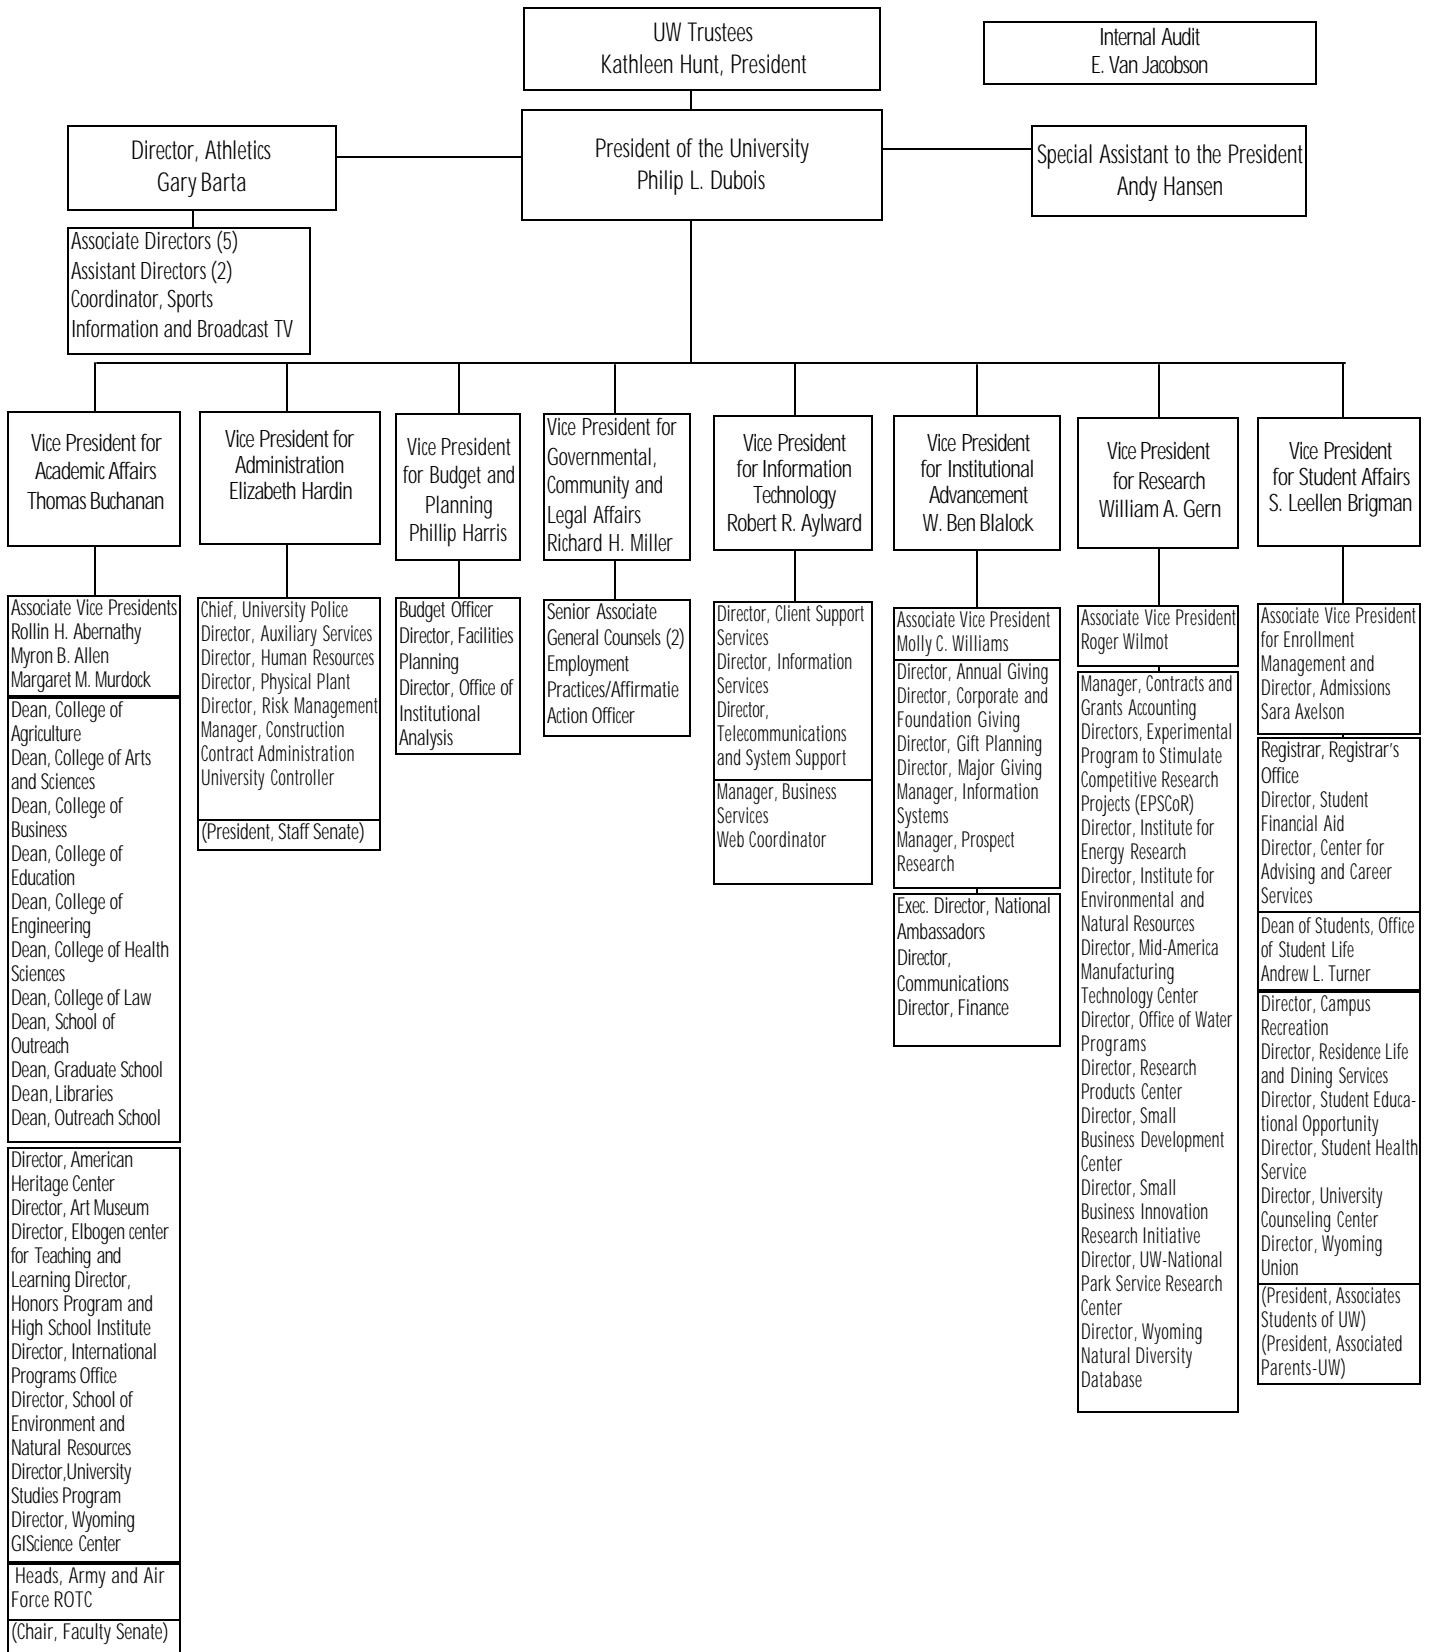 UW Trustees
Kathleen Hunt, President
Internal Audit
E. Van Jacobson
Director, Athletics
Gary Barta
President of the University
Philip L. Dubois
Special Assistant to the President
Andy Hansen
Associate Directors (5)
Assistant Directors (2)
Coordinator, Sports
Information and Broadcast TV
Vice President for
Academic Affairs
Thomas Buchanan
Vice President for
Administration
Elizabeth Hardin
Vice President
for Budget and
Planning
Phillip Harris
Vice President for
Governmental,
Community and
Legal Affairs
Richard H. Miller
Vice President
for Information
Technology
Robert R. Aylward
Vice President
for Institutional
Advancement
W. Ben Blalock
Vice President
for Research
William A. Gern
Vice President
for Student Affairs
S. Leellen Brigman
Associate Vice Presidents
Rollin H. Abernathy
Myron B. Allen
Margaret M. Murdock
Dean, College of
Agriculture
Dean, College of Arts
and Sciences
Dean, College of
Business
Dean, College of
Education
Dean, College of
Engineering
Dean, College of Health
Sciences
Dean, College of Law
Dean, School of
Outreach
Dean, Graduate School
Dean, Libraries
Dean, Outreach School
Director, American
Heritage Center
Director, Art Museum
Director, Elbogen center
for Teaching and
Learning Director,
Honors Program and
High School Institute
Director, International
Programs Office
Director, School of
Environment and
Natural Resources
Director,University
Studies Program
Director, Wyoming
GIScience Center
Heads, Army and Air
Force ROTC
(Chair, Faculty Senate)
Chief, University Police
Director, Auxiliary Services
Director, Human Resources
Director, Physical Plant
Director, Risk Management
Manager, Construction
Contract Administration
University Controller
(President, Staff Senate)
Budget Officer
Director, Facilities
Planning
Director, Office of
Institutional
Analysis
Senior Associate
General Counsels (2)
Employment
Practices/Affirmatie
Action Officer
Director, Client Support
Services
Director, Information
Services
Director,
Telecommunications
and System Support
Manager, Business
Services
Web Coordinator
Associate Vice President
Molly C. Williams
Director, Annual Giving
Director, Corporate and
Foundation Giving
Director, Gift Planning
Director, Major Giving
Manager, Information
Systems
Manager, Prospect
Research
Exec. Director, National
Ambassadors
Director,
Communications
Director, Finance
Associate Vice President
Roger Wilmot
Manager, Contracts and
Grants Accounting
Directors, Experimental
Program to Stimulate
Competitive Research
Projects (EPSCoR)
Director, Institute for
Energy Research
Director, Institute for
Environmental and
Natural Resources
Director, Mid-America
Manufacturing
Technology Center
Director, Office of Water
Programs
Director, Research
Products Center
Director, Small
Business Development
Center
Director, Small
Business Innovation
Research Initiative
Director, UW-National
Park Service Research
Center
Director, Wyoming
Natural Diversity
Database
Associate Vice President
for Enrollment
Management and
Director, Admissions
Sara Axelson
Registrar, Registrar's
Office
Director, Student
Financial Aid
Director, Center for
Advising and Career
Services
Dean of Students, Office
of Student Life
Andrew L. Turner
Director, Campus
Recreation
Director, Residence Life
and Dining Services
Director, Student Educa-
tional Opportunity
Director, Student Health
Service
Director, University
Counseling Center
Director, Wyoming
Union
(President, Associates
Students of UW)
(President, Associated
Parents-UW)